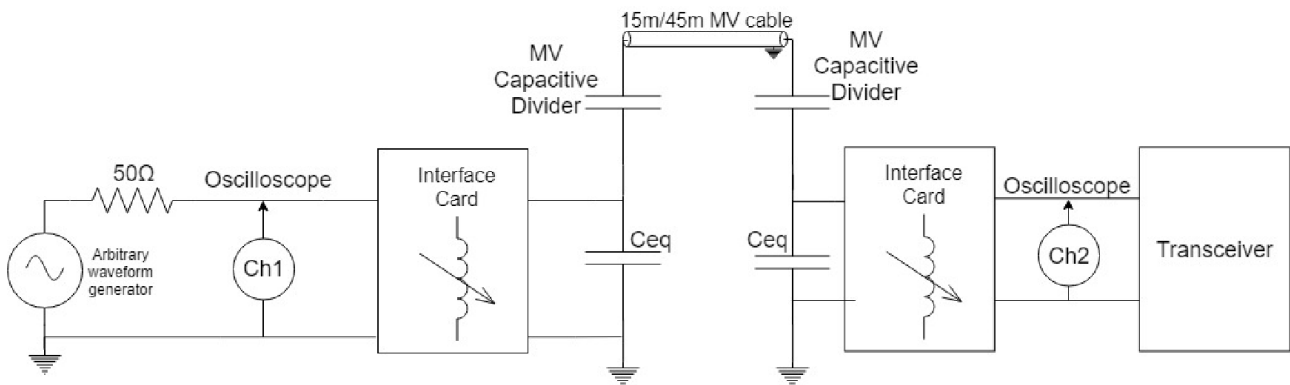 15m/45m MV cable
MV
Capacitive
Divider
MV
Capacitive
Divider
50Ω
Oscilloscope
Interface
Card
Interface
Card
Oscilloscope
Arbitrary
waveform
generator
Ch1
Ceq
Ceq
Ch2
Transceiver